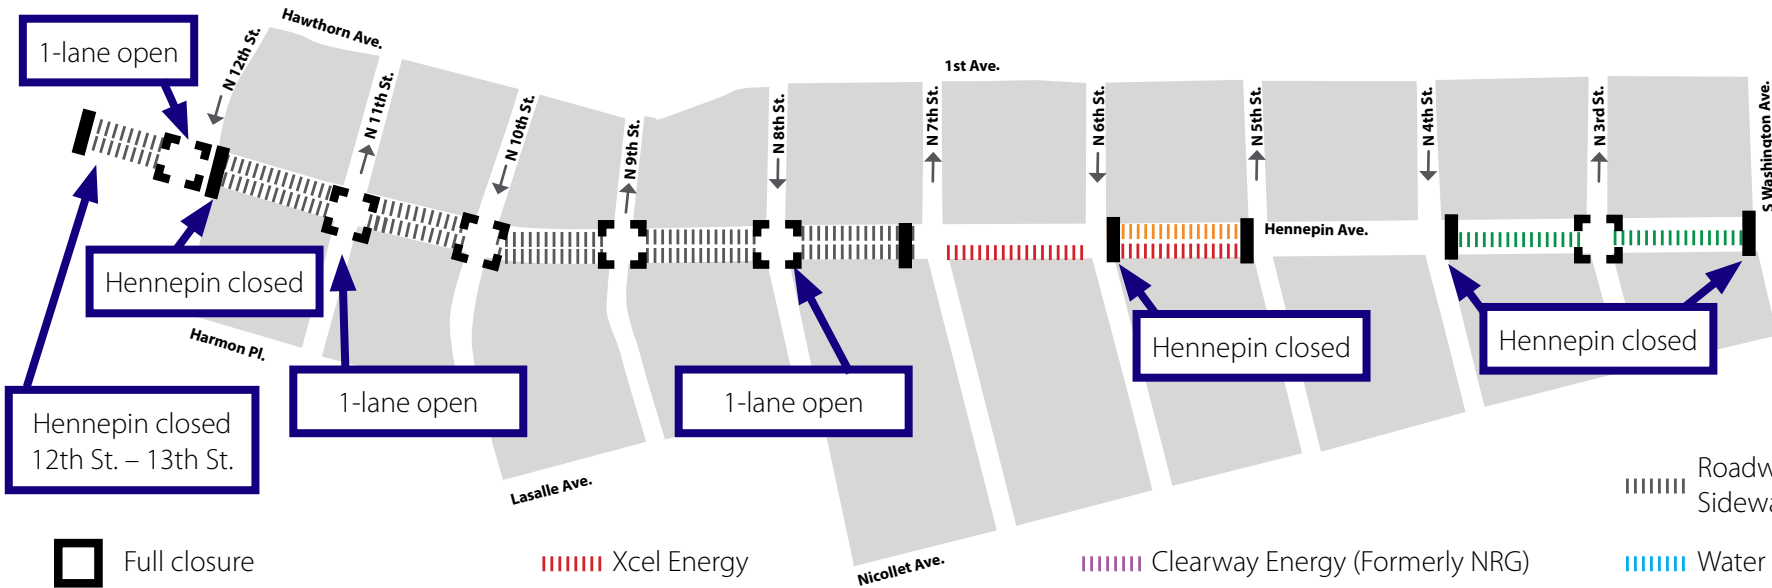 Hawthorn Ave.
1-lane open
N 12th St.
N 11th St.
N 10th St.
N 9th St.
N 8th St.
1st Ave.
N 7th St.
N 6th St.
N 5th St.
N 4th St.
N 3rd St.
S Washington Ave.
Hennepin Ave.
Hennepin closed
Harmon Pl.
Hennepin closed
12th St. – 13th St.
1-lane open
1-lane open
Hennepin closed
Hennepin closed
Lasalle Ave.
Nicollet Ave.
Full closure
Xcel Energy
Clearway Energy (Formerly NRG)
Water